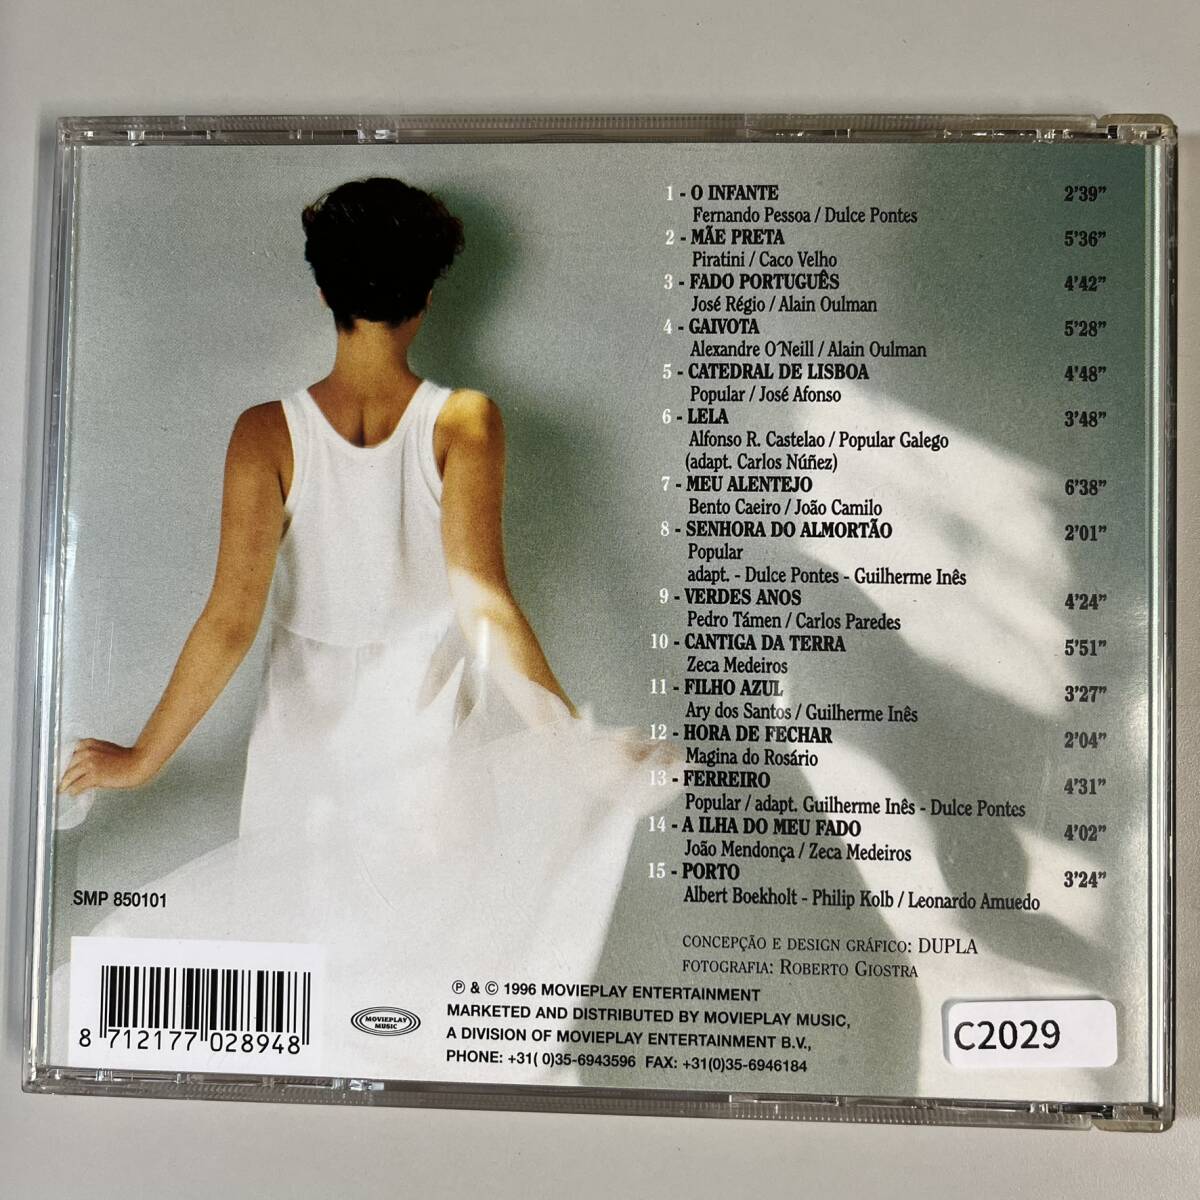 1 - O INFANTE 2'39"
Fernando Pessoa / Dulce Pontes
2 - MÃE PRETA 5'36"
Piratini / Caco Velho
3 - FADO PORTUGUÊS 4'42"
José Régio / Alain Oulman
4 - GAIVOTA 5'28"
Alexandre O´Neill / Alain Oulman
5 - CATEDRAL DE LISBOA 4'48"
Popular / José Afonso
6 - LELA 3'48"
Alfonso R. Castelao / Popular Galego
(adapt. Carlos Núñez)
7 - MEU ALENTEJO 6'38"
Bento Caeiro / João Camilo
8 - SENHORA DO ALMORTÃO 2'01"
Popular
adapt. - Dulce Pontes - Guilherme Inês
9 - VERDES ANOS 4'24"
Pedro Támen / Carlos Paredes
10 - CANTIGA DA TERRA 5'51"
Zeca Medeiros
11 - FILHO AZUL 3'27"
Ary dos Santos / Guilherme Inês
12 - HORA DE FECHAR 2'04"
Magina do Rosário
13 - FERREIRO 4'31"
Popular / adapt. Guilherme Inês - Dulce Pontes
14 - A ILHA DO MEU FADO 4'02"
João Mendonça / Zeca Medeiros
15 - PORTO 3'24"
Albert Boekholt - Philip Kolb / Leonardo Amuedo
SMP 850101
CONCEPÇÃO E DESIGN GRÁFICO: DUPLA
FOTOGRAFIA: ROBERTO GIOSTRA
8 712177 028948
MOVIEPLAY
MUSIC
℗ & © 1996 MOVIEPLAY ENTERTAINMENT
MARKETED AND DISTRIBUTED BY MOVIEPLAY MUSIC,
A DIVISION OF MOVIEPLAY ENTERTAINMENT B.V.,
PHONE: +31( 0)35-6943596 FAX: +31(0)35-6946184
C2029